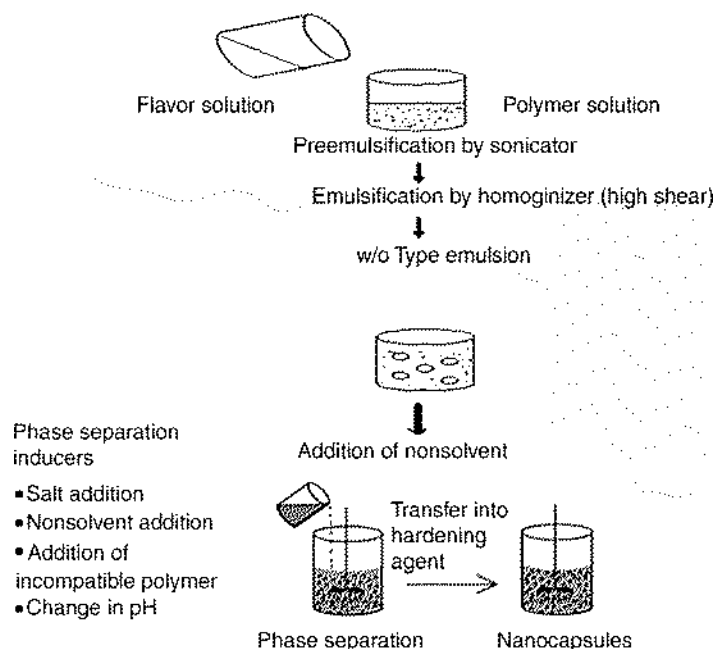 Flavor solution
Polymer solution
Preemulsification by sonicator
Emulsification by homoginizer (high shear)
w/o Type emulsion
Addition of nonsolvent
Phase separation
inducers
▪Salt addition
•Nonsolvent addition
• Addition of
incompatible polymer
•Change in pH
Transfer into
hardening
agent
Phase separation
Nanocapsules